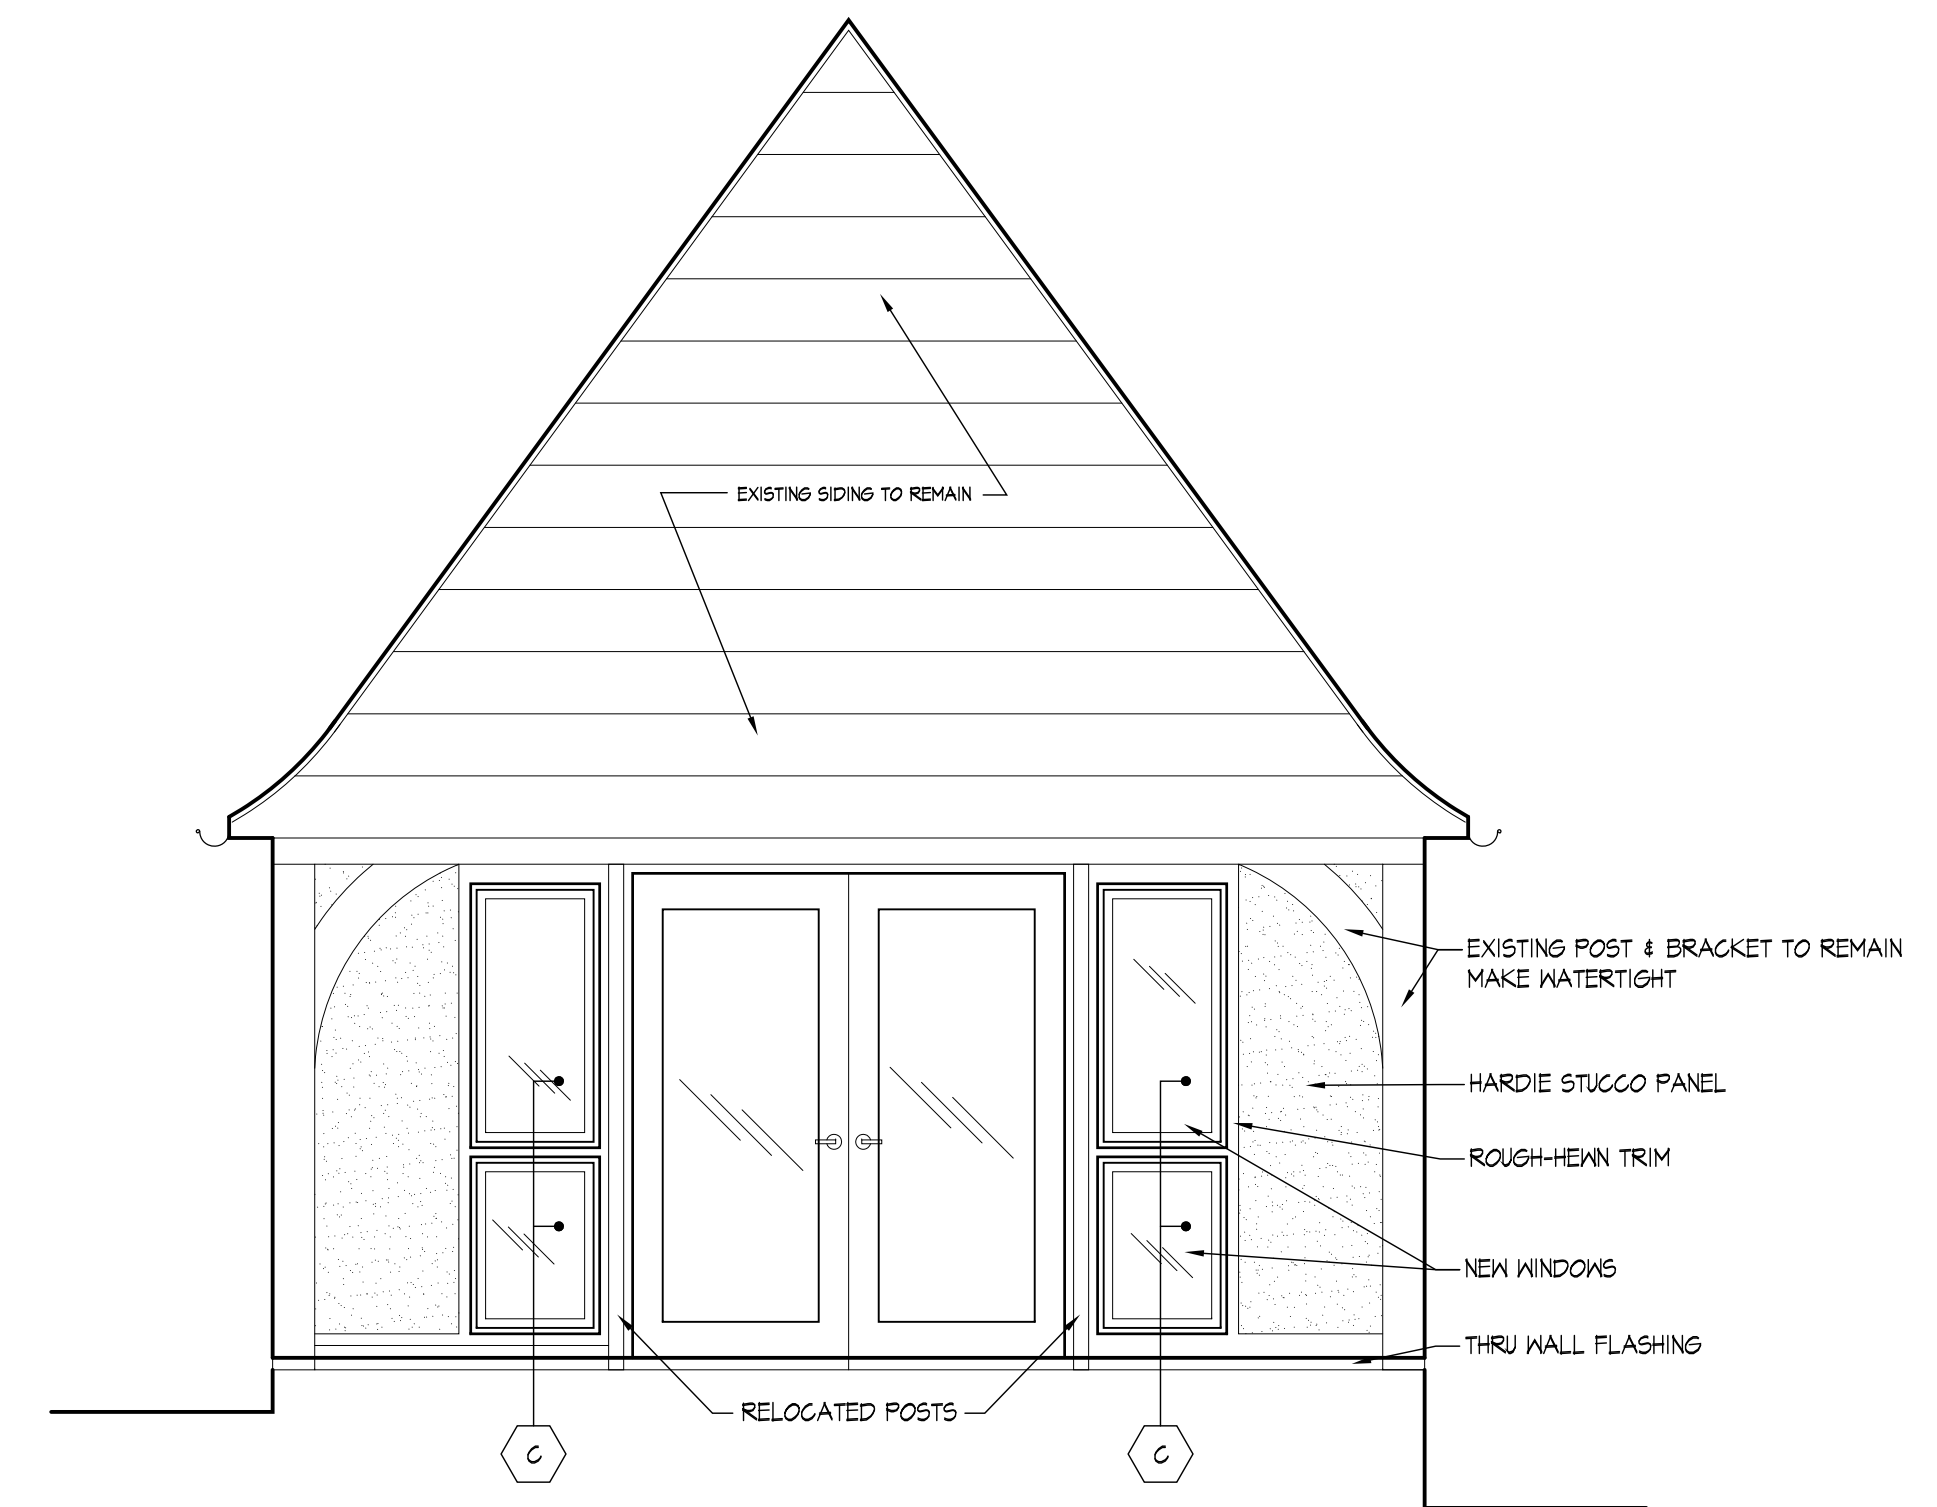 EXISTING SIDING TO REMAIN
EXISTING POST & BRACKET TO REMAIN
MAKE WATERTIGHT
HARDIE STUCCO PANEL
ROUGH-HEWN TRIM
NEW WINDOWS
THRU WALL FLASHING
RELOCATED POSTS
C
C